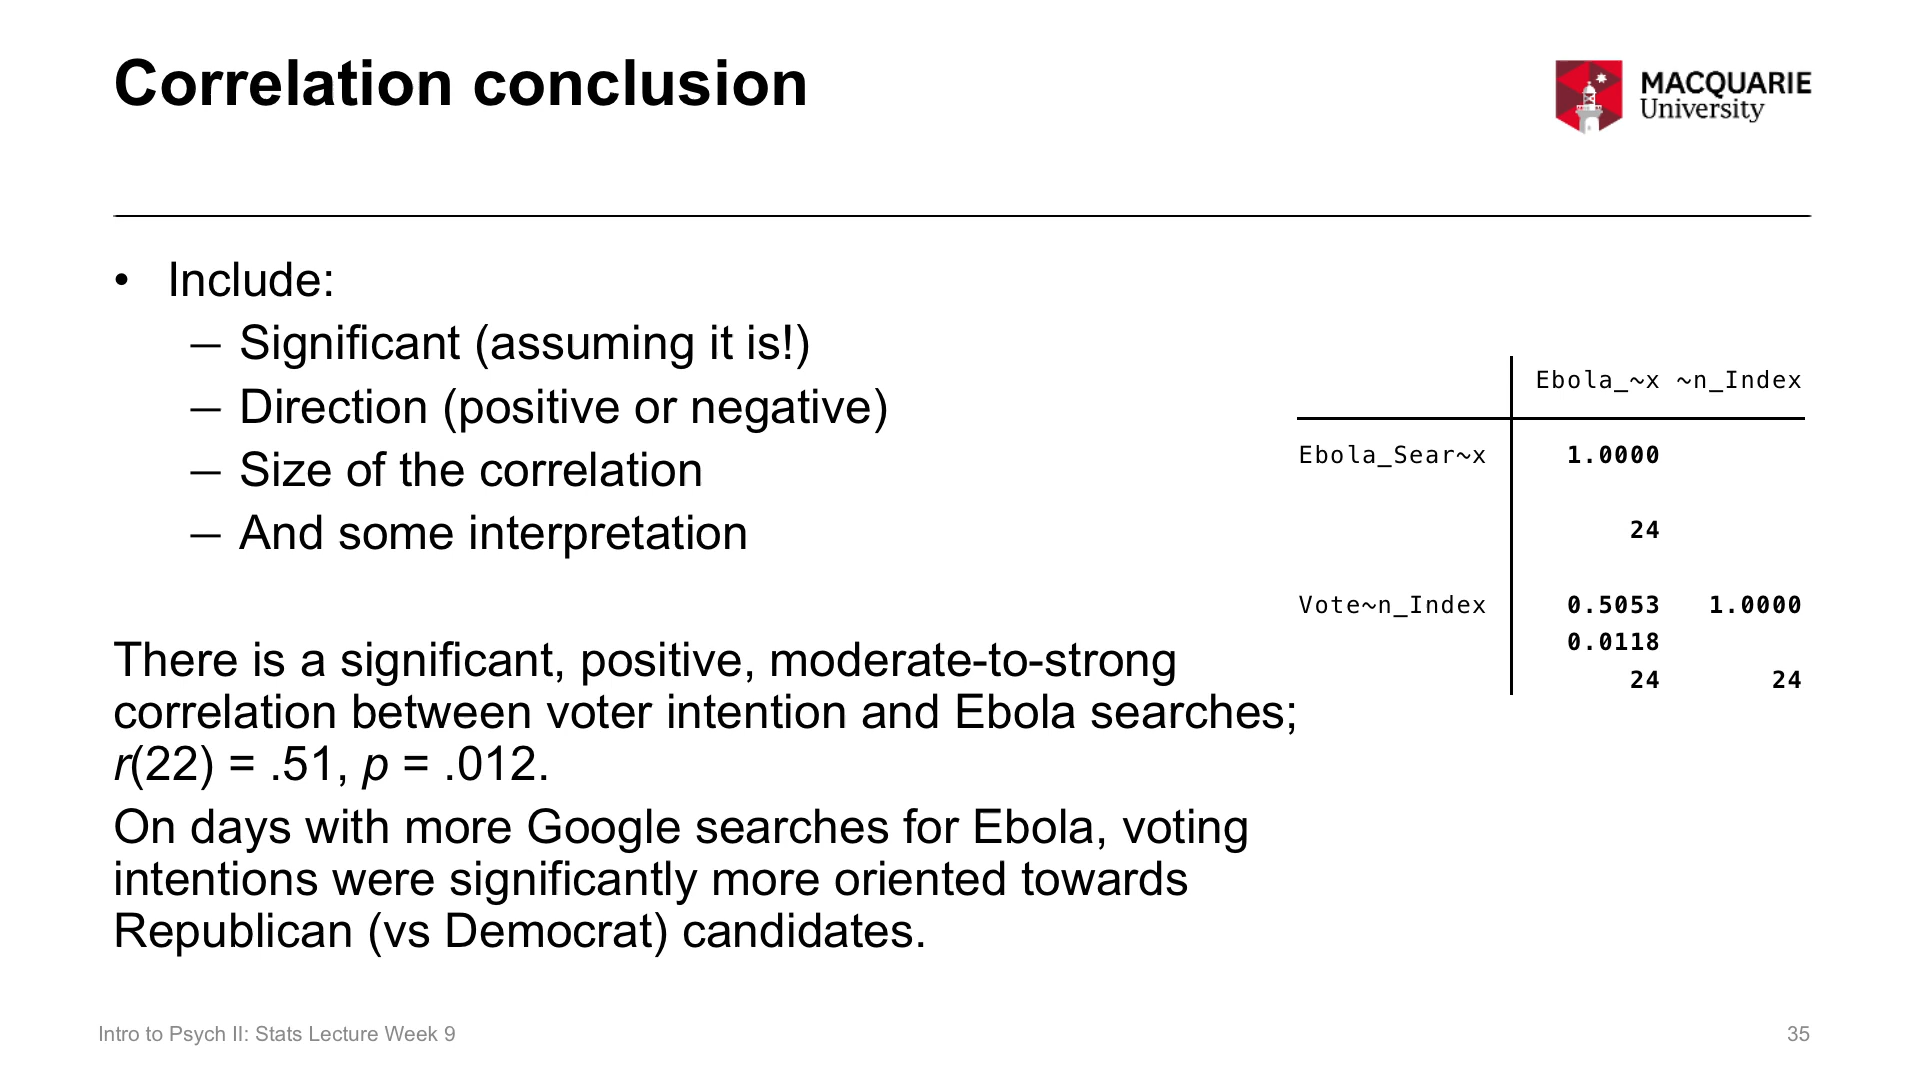 Correlation conclusion
MACQUARIE
University
• Include:
– Significant (assuming it is!)
– Direction (positive or negative)
– Size of the correlation
– And some interpretation
There is a significant, positive, moderate-to-strong
correlation between voter intention and Ebola searches;
r(22) = .51, p = .012.
On days with more Google searches for Ebola, voting
intentions were significantly more oriented towards
Republican (vs Democrat) candidates.
Ebola_~x ~n_Index
Ebola_Sear~x 1.0000
24
Vote~n_Index 0.5053 1.0000
0.0118
24 24
Intro to Psych II: Stats Lecture Week 9
35